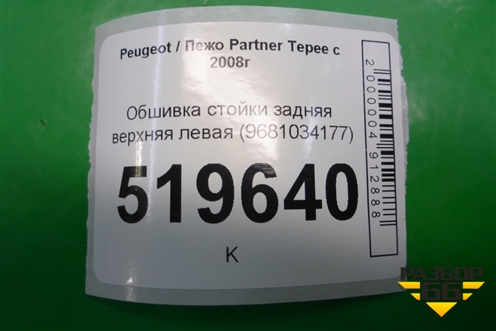 Peugeot / Пежо Partner Tepee с
2008г
Обшивка стойки задняя
верхняя левая (9681034177)
519640
К
2000004912888
РАЗБОР
66